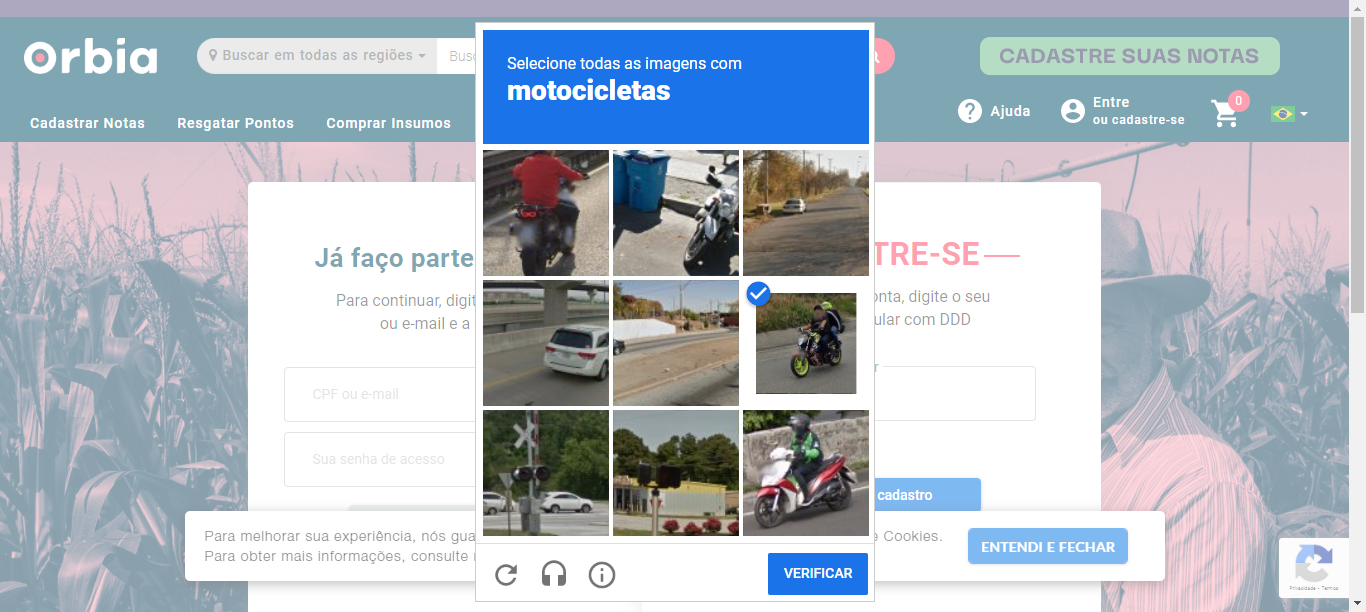 Orbia
Buscar em todas as regiões
Busc
CADASTRE SUAS NOTAS
Cadastrar Notas
Resgatar Pontos
Comprar Insumos
Ajuda
Entre
ou cadastre-se
0
Selecione todas as imagens com
motocicletas
Já faço parte
TRE-SE
Para continuar, digit
ou e-mail e a
onta, digite o seu
ular com DDD
CPF ou e-mail
r
Sua senha de acesso
cadastro
Para melhorar sua experiência, nós gua
e Cookies.
Para obter mais informações, consulte
ENTENDI E FECHAR
VERIFICAR
Privacidade - Termos